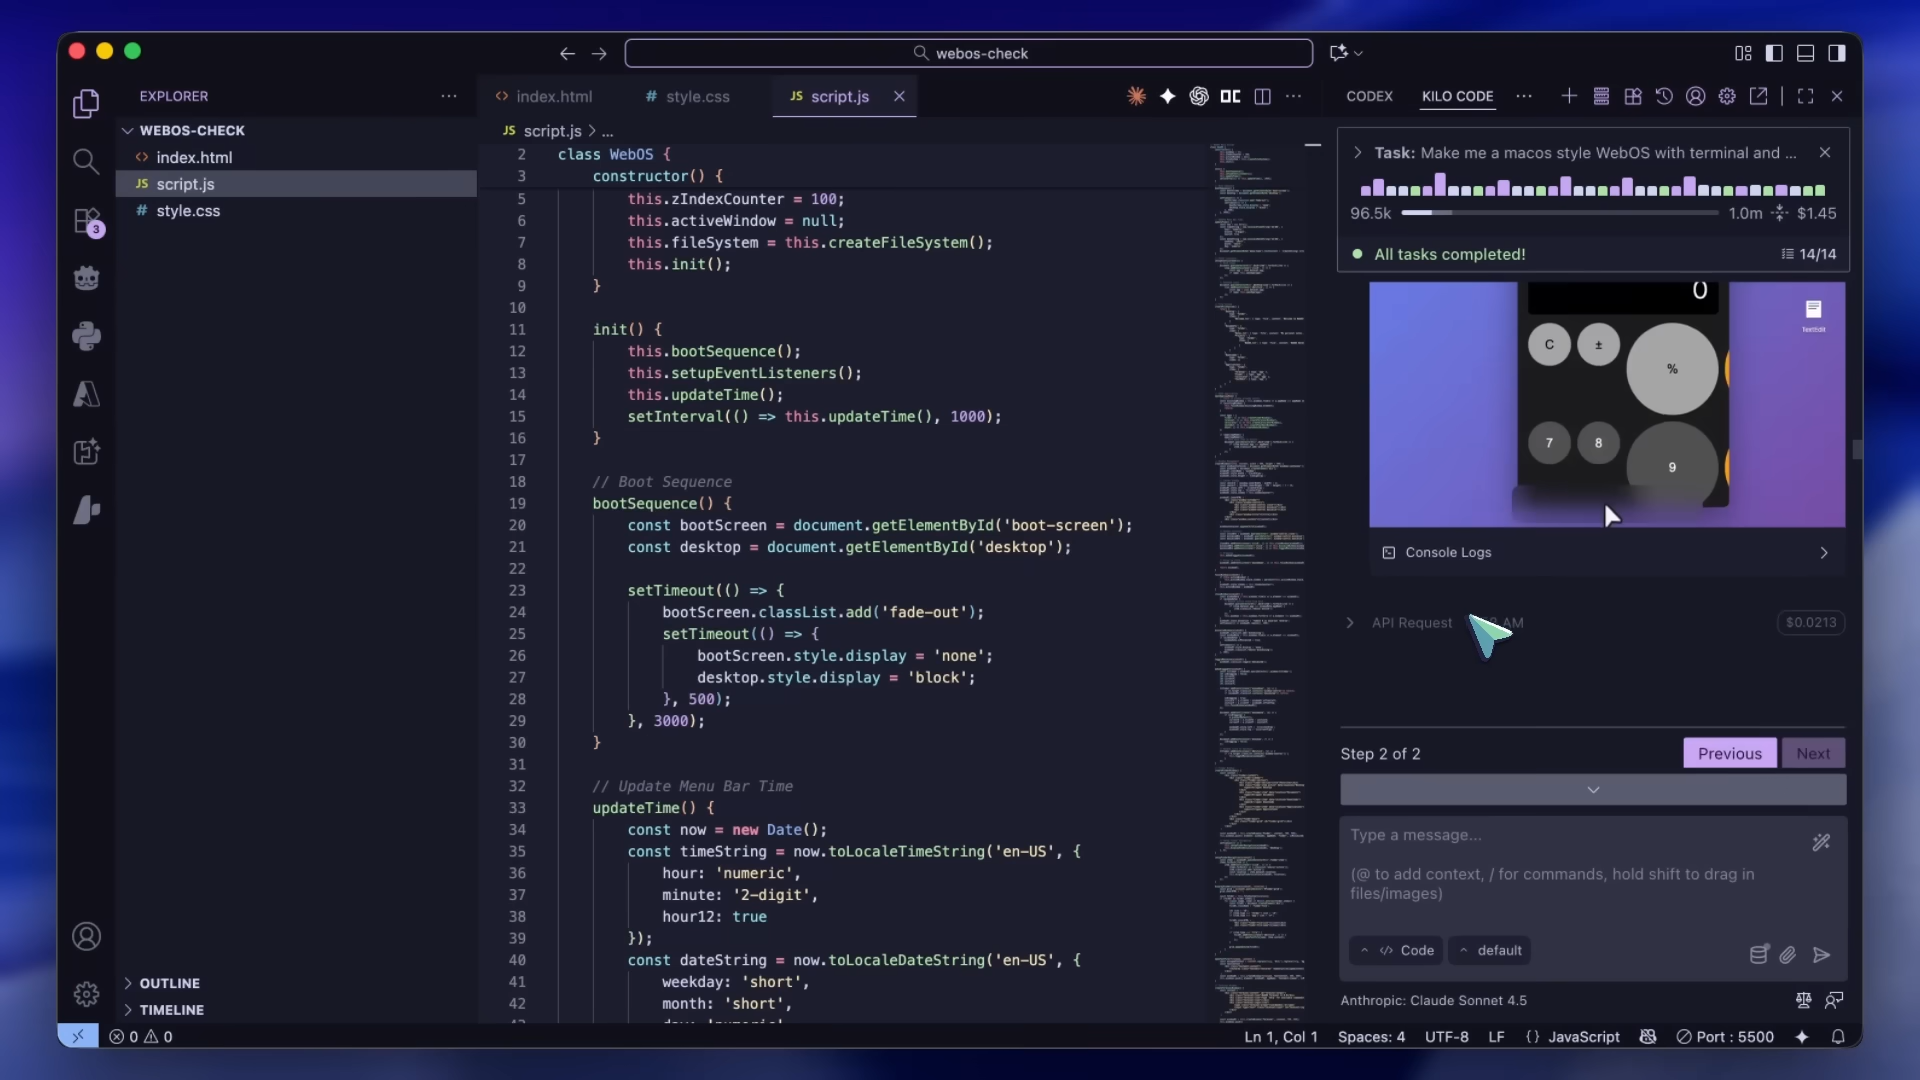 webos-check
EXPLORER
WEBOS-CHECK
index.html
JS script.js
# style.css
3
OUTLINE
TIMELINE
index.html
# style.css
JS script.js
JS script.js > ...
2 class WebOS {
3 constructor() {
5 this.zIndexCounter = 100;
6 this.activeWindow = null;
7 this.fileSystem = this.createFileSystem();
8 this.init();
9 }
10
11 init() {
12 this.bootSequence();
13 this.setupEventListeners();
14 this.updateTime();
15 setInterval(() => this.updateTime(), 1000);
16 }
17
18 // Boot Sequence
19 bootSequence() {
20 const bootScreen = document.getElementById('boot-screen');
21 const desktop = document.getElementById('desktop');
22
23 setTimeout(() => {
24 bootScreen.classList.add('fade-out');
25 setTimeout(() => {
26 bootScreen.style.display = 'none';
27 desktop.style.display = 'block';
28 }, 500);
29 }, 3000);
30 }
31
32 // Update Menu Bar Time
33 updateTime() {
34 const now = new Date();
35 const timeString = now.toLocaleTimeString('en-US', {
36 hour: 'numeric',
37 minute: '2-digit',
38 hour12: true
39 });
40 const dateString = now.toLocaleDateString('en-US', {
41 weekday: 'short',
42 month: 'short',
CODEX
KILO CODE
Task: Make me a macos style WebOS with terminal and ...
96.5k
1.0m
$1.45
All tasks completed!
14/14
0
C ± %
7 8 9
TextEdit
Console Logs
API Request
AM
$0.0213
Step 2 of 2
Previous
Next
Type a message...
(@ to add context, / for commands, hold shift to drag in
files/images)
Code
default
Anthropic: Claude Sonnet 4.5
0 0
Ln 1, Col 1
Spaces: 4
UTF-8
LF
{} JavaScript
Port : 5500